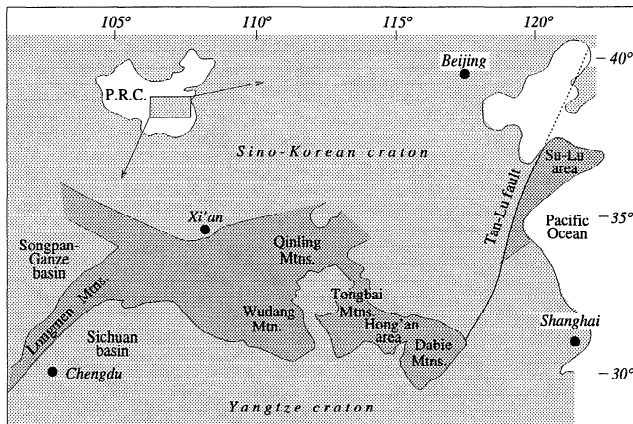 105°
110°
115°
120°
Beijing
40°
P.R.C.
Sino-Korean craton
Su-Lu
area
Tan-Lu fault
Xi'an
Pacific
Ocean
35°
Songpan-
Ganze
basin
Qinling
Mtns.
Longmen Mtns.
Wudang
Mtn.
Tongbai
Mtns.
Hong'an
area
Dabie
Mtns.
Shanghai
Sichuan
basin
Chengdu
30°
Yangtze craton